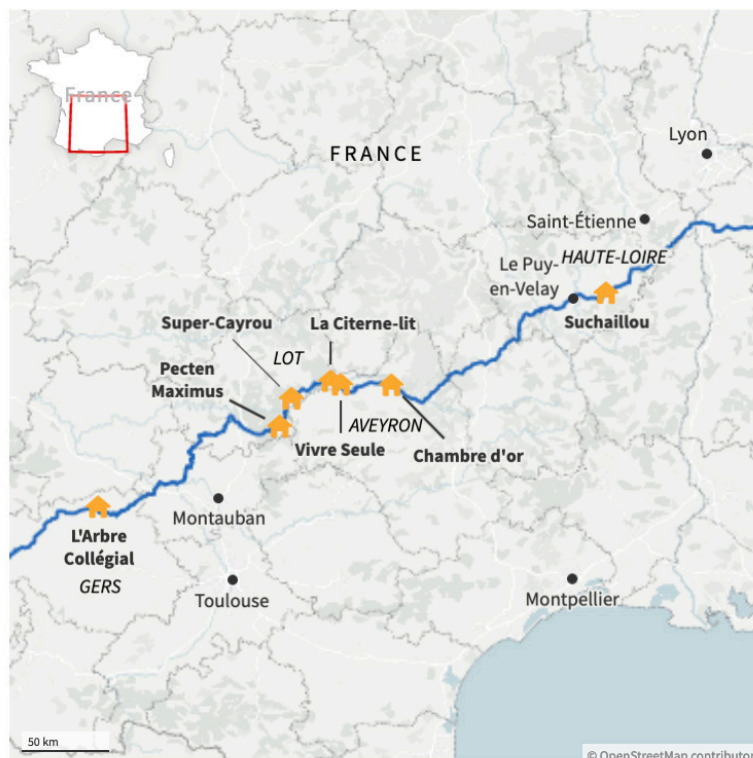 France
FRANCE
Lyon
Saint-Étienne
HAUTE-LOIRE
Le Puy-
en-Velay
Suchaillou
Super-Cayrou
La Citerne-lit
LOT
Pecten
Maximus
AVEYRON
Vivre Seule
Chambre d'or
Montauban
L'Arbre
Collégial
GERS
Toulouse
Montpellier
50 km
© OpenStreetMap contributor